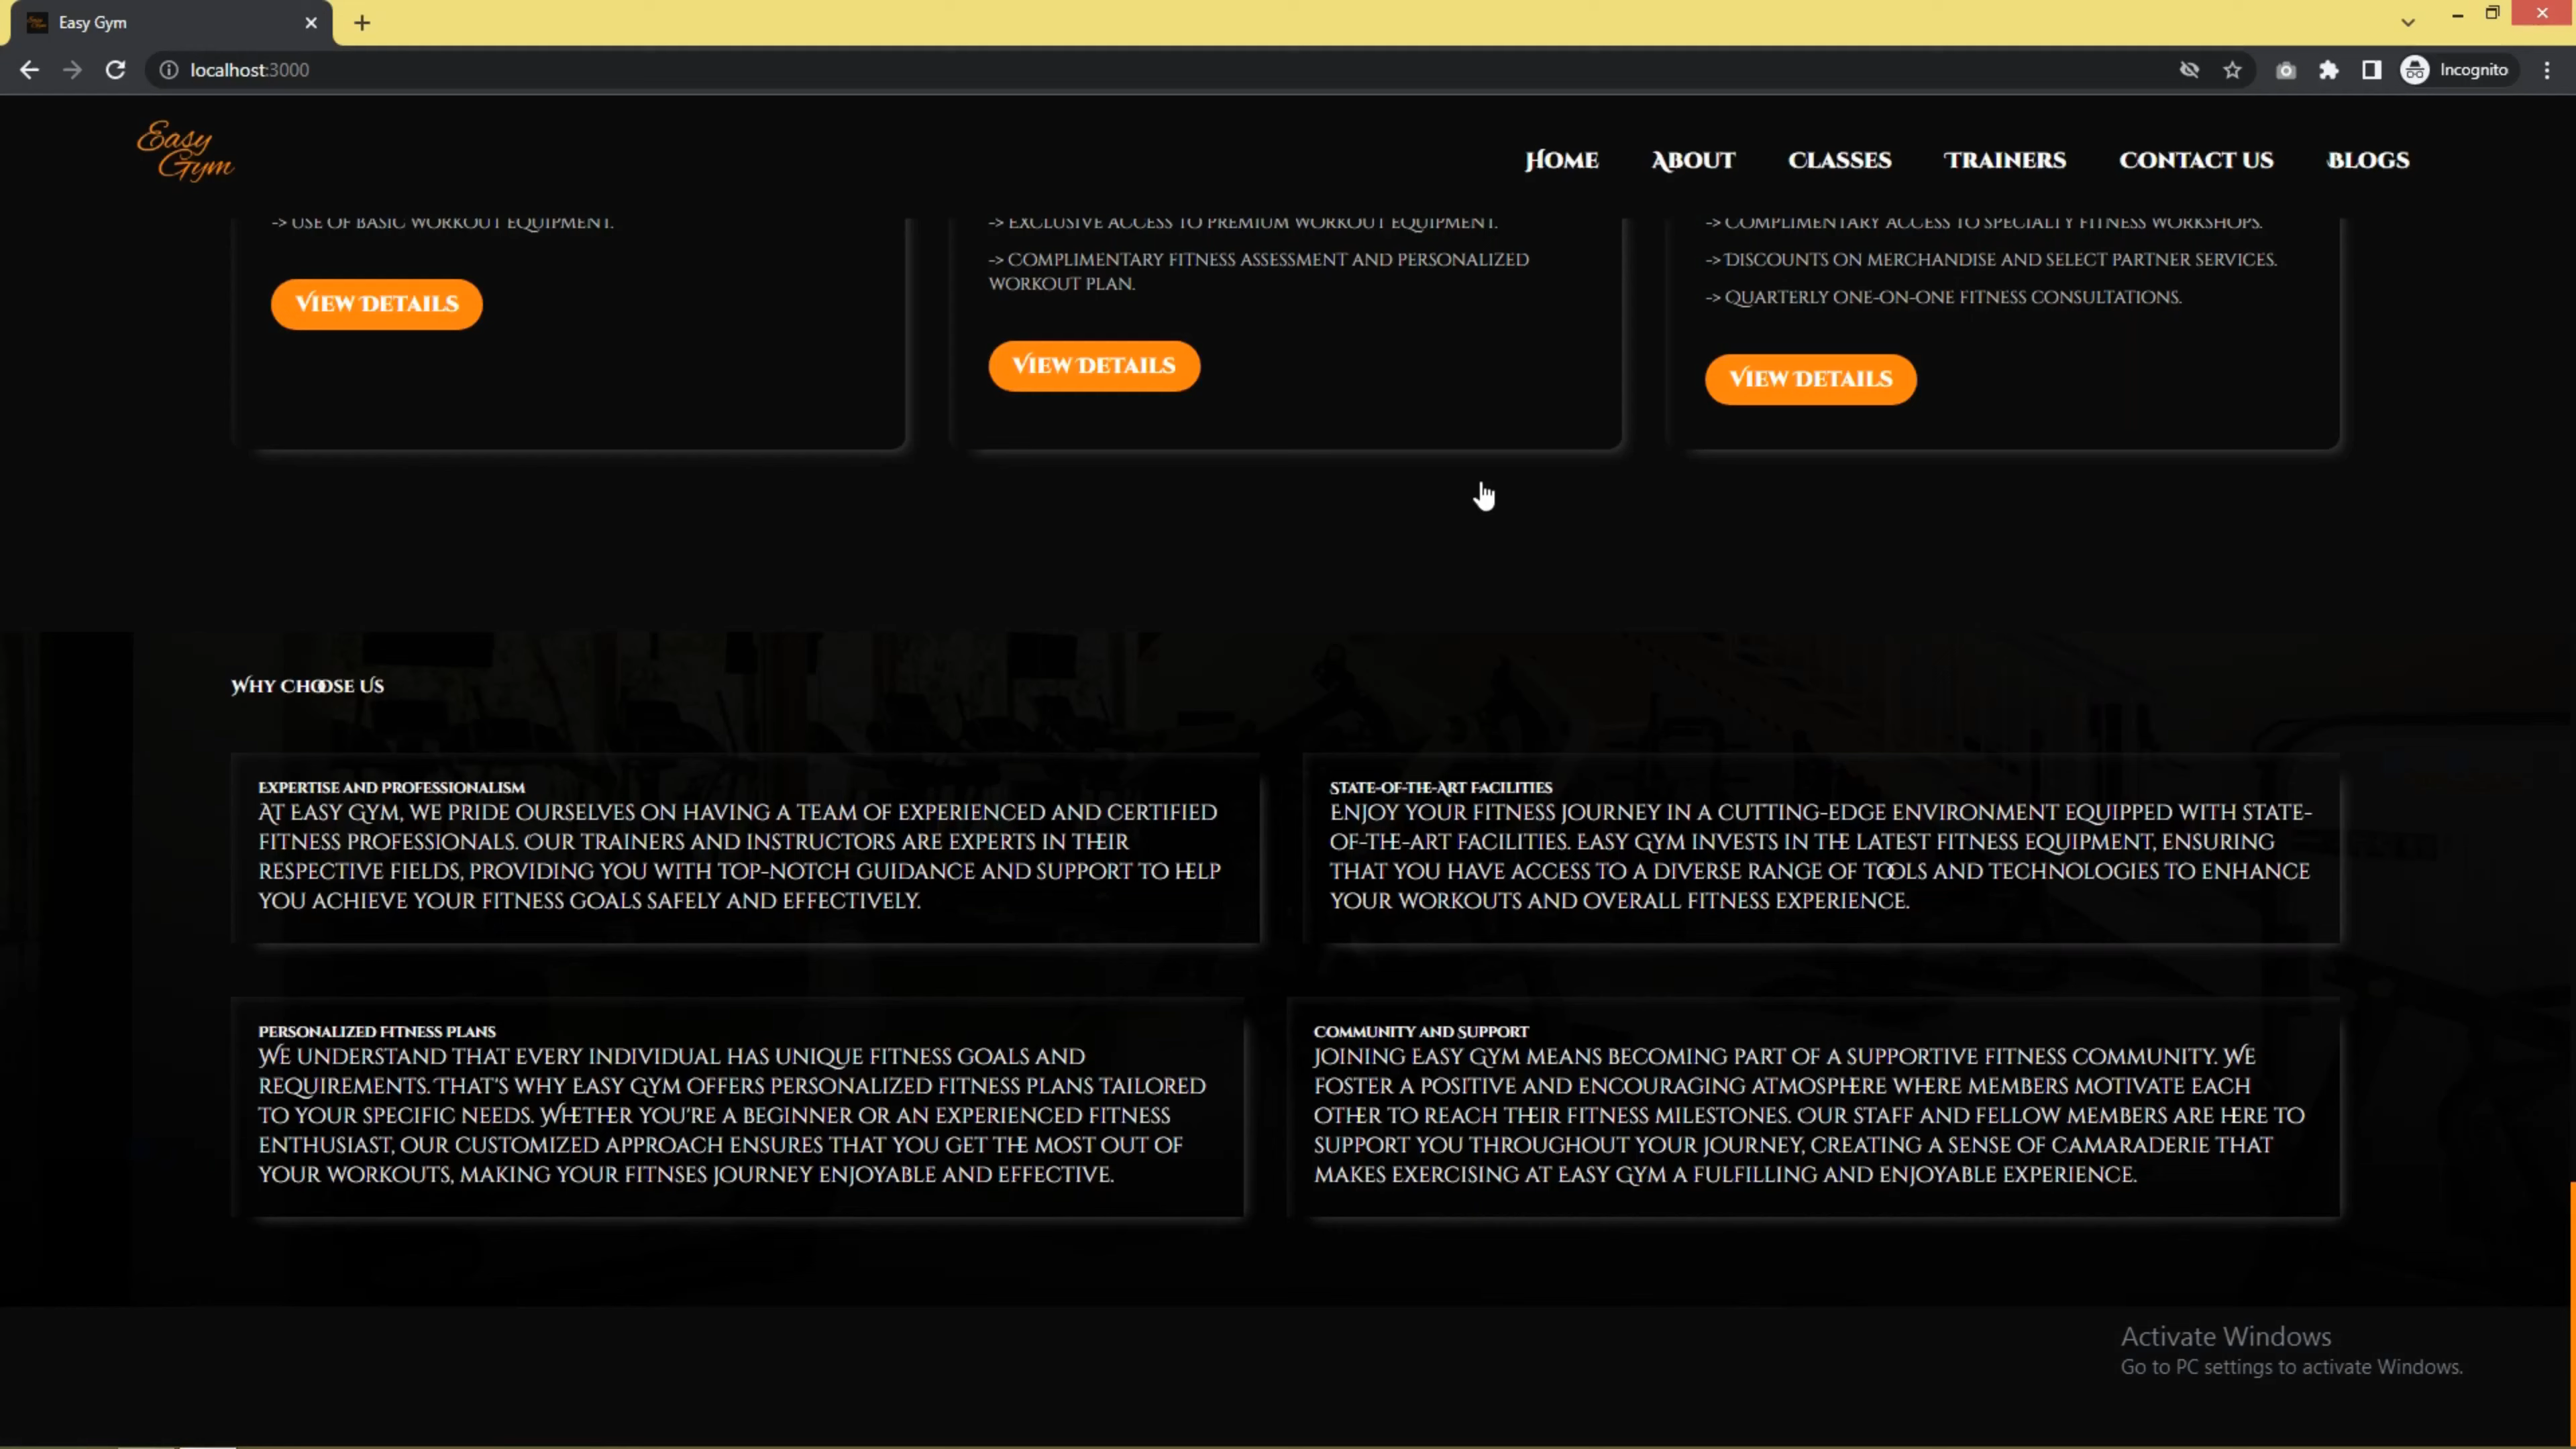 Easy Gym
localhost:3000
Incognito
Easy
Gym
Home About Classes Trainers Contact Us Blogs
-> Use of basic workout equipment.
-> Exclusive access to premium workout equipment.
-> Complimentary fitness assessment and personalized
workout plan.
-> Complimentary access to specialty fitness workshops.
-> Discounts on merchandise and select partner services.
-> Quarterly one-on-one fitness consultations.
View Details
View Details
View Details
Why Choose Us
Expertise and Professionalism
At Easy Gym, we pride ourselves on having a team of experienced and certified
fitness professionals. Our trainers and instructors are experts in their
respective fields, providing you with top-notch guidance and support to help
you achieve your fitness goals safely and effectively.
State-of-the-Art Facilities
Enjoy your fitness journey in a cutting-edge environment equipped with state-
of-the-art facilities. Easy Gym invests in the latest fitness equipment, ensuring
that you have access to a diverse range of tools and technologies to enhance
your workouts and overall fitness experience.
Personalized Fitness Plans
We understand that every individual has unique fitness goals and
requirements. That's why Easy Gym offers personalized fitness plans tailored
to your specific needs. Whether you're a beginner or an experienced fitness
enthusiast, our customized approach ensures that you get the most out of
your workouts, making your fitnses journey enjoyable and effective.
Community and Support
Joining Easy Gym means becoming part of a supportive fitness community. We
foster a positive and encouraging atmosphere where members motivate each
other to reach their fitness milestones. Our staff and fellow members are here to
support you throughout your journey, creating a sense of camaraderie that
makes exercising at Easy Gym a fulfilling and enjoyable experience.
Activate Windows
Go to PC settings to activate Windows.